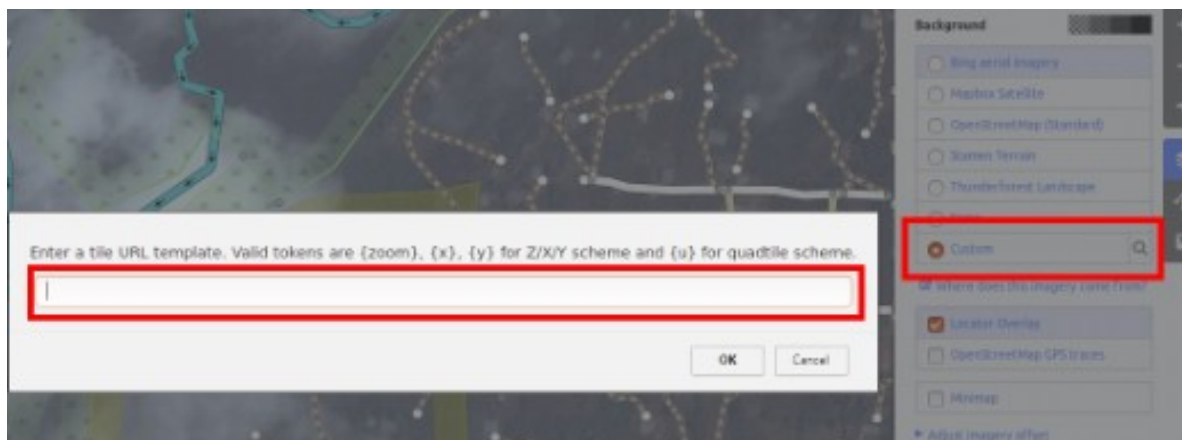 Background
Bing aerial imagery
Mapbox Satellite
OpenStreetMap (Standard)
Stamen Terrain
Thunderforest Landscape
Enter a tile URL template. Valid tokens are {zoom}, {x}, {y} for Z/X/Y scheme and {u} for quadtile scheme.
OK
Cancel
Custom
Where does this imagery come from?
Locator Overlay
OpenStreetMap GPS traces
Minimap
Adjust imagery offset